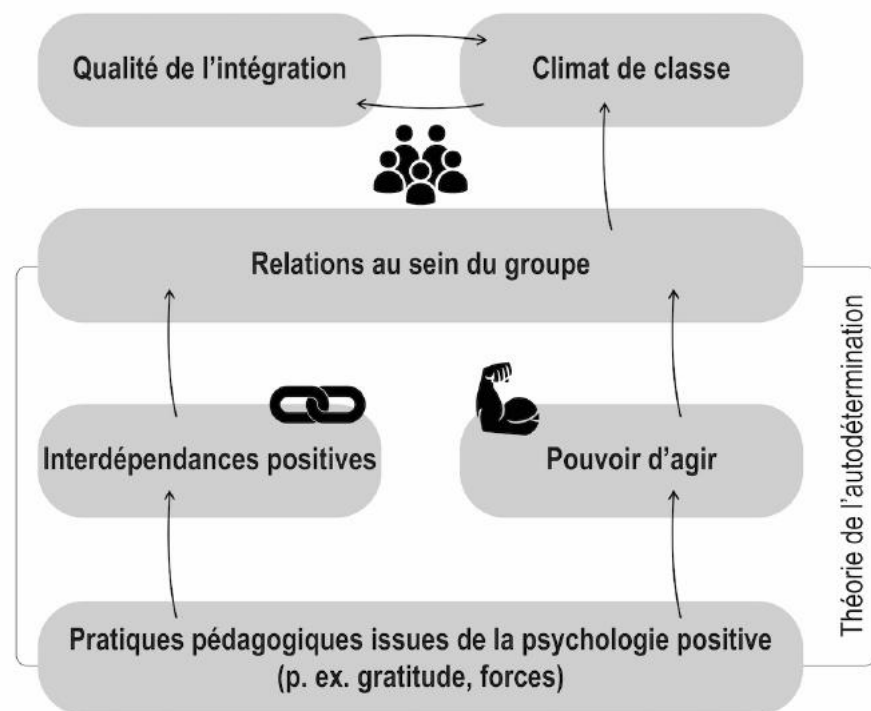 Qualité de l'intégration
Climat de classe
Relations au sein du groupe
Interdépendances positives
Pouvoir d'agir
Pratiques pédagogiques issues de la psychologie positive
(p. ex. gratitude, forces)
Théorie de l'autodétermination